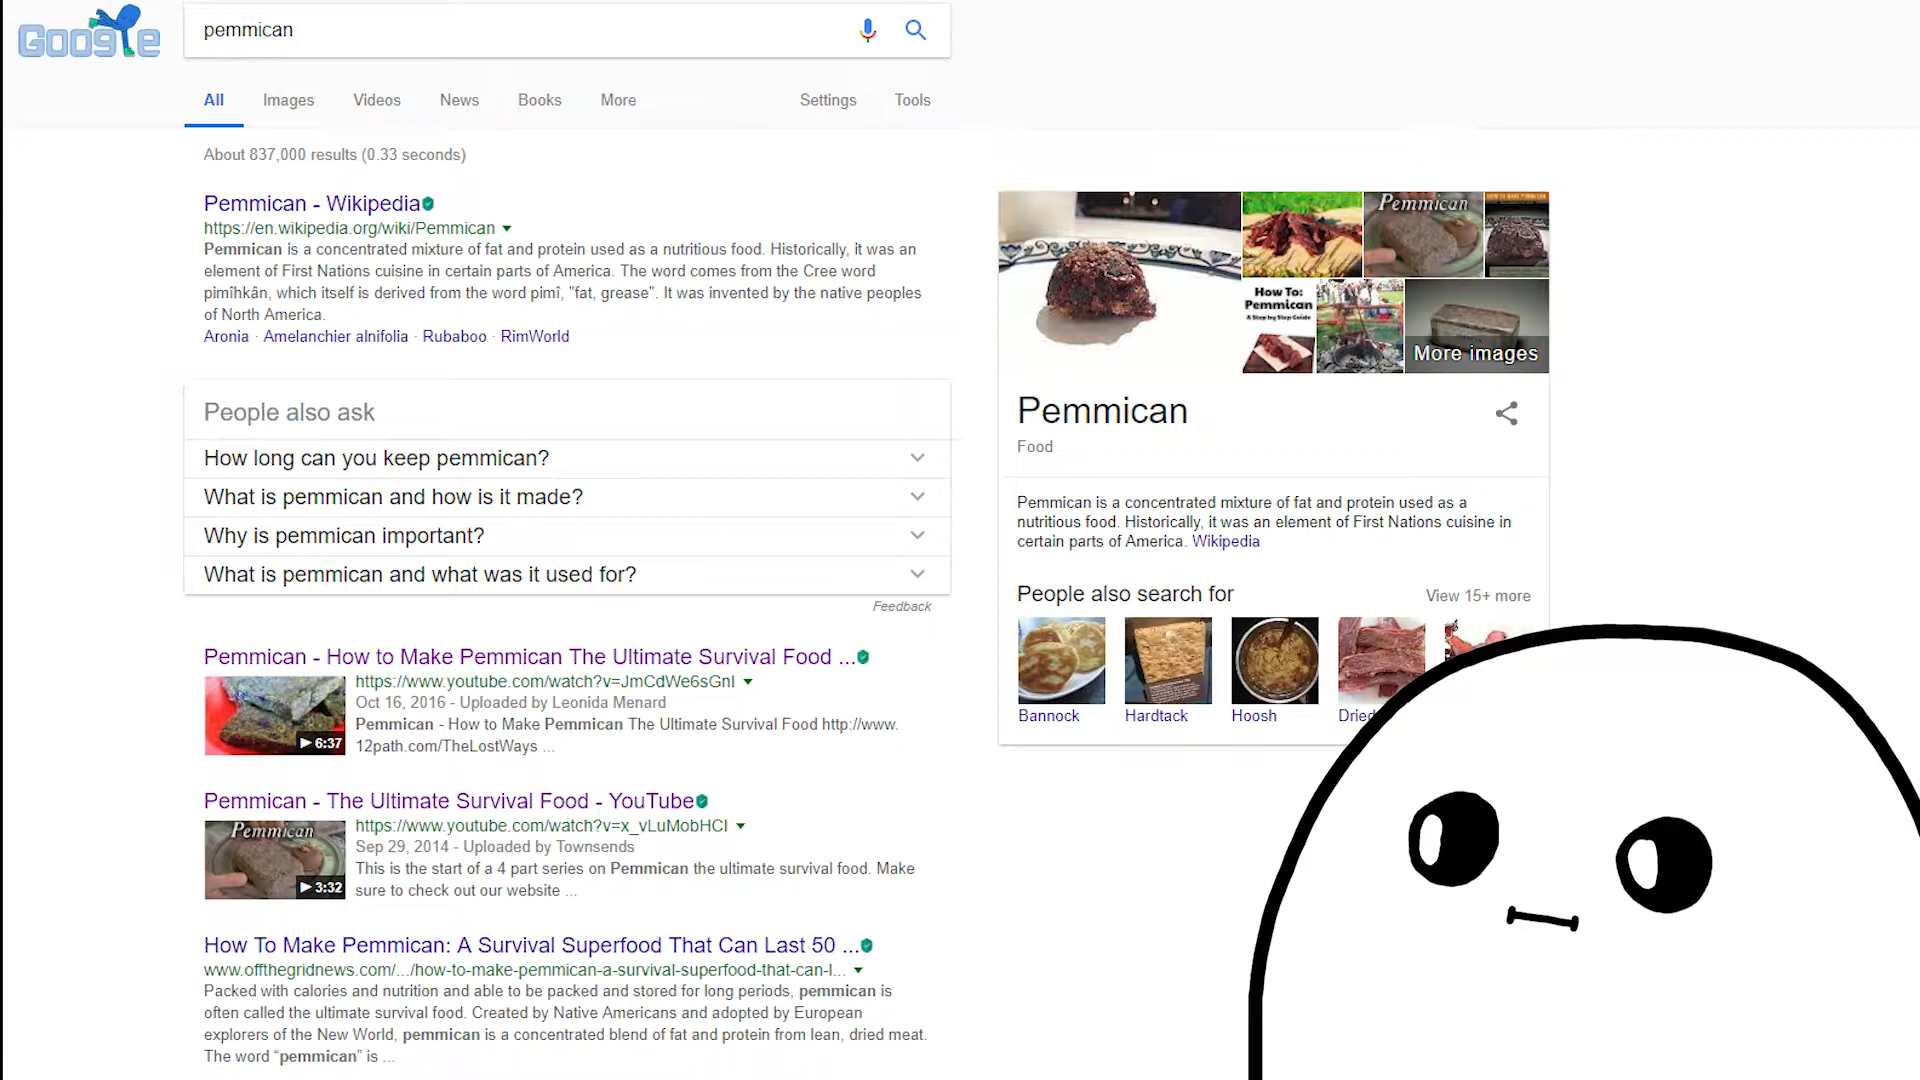 Google
pemmican
All
Images
Videos
News
Books
More
Settings
Tools
About 837,000 results (0.33 seconds)
Pemmican - Wikipedia
https://en.wikipedia.org/wiki/Pemmican
Pemmican is a concentrated mixture of fat and protein used as a nutritious food. Historically, it was an
element of First Nations cuisine in certain parts of America. The word comes from the Cree word
pimîhkân, which itself is derived from the word pimî, "fat, grease". It was invented by the native peoples
of North America.
Aronia · Amelanchier alnifolia · Rubaboo · RimWorld
People also ask
How long can you keep pemmican?
What is pemmican and how is it made?
Why is pemmican important?
What is pemmican and what was it used for?
Feedback
Pemmican - How to Make Pemmican The Ultimate Survival Food ...
https://www.youtube.com/watch?v=JmCdWe6sGnI
Oct 16, 2016 - Uploaded by Leonida Menard
Pemmican - How to Make Pemmican The Ultimate Survival Food http://www.
12path.com/TheLostWays ...
6:37
Pemmican - The Ultimate Survival Food - YouTube
https://www.youtube.com/watch?v=x_vLuMobHCI
Sep 29, 2014 - Uploaded by Townsends
This is the start of a 4 part series on Pemmican the ultimate survival food. Make
sure to check out our website ...
Pemmican
3:32
How To Make Pemmican: A Survival Superfood That Can Last 50 ...
www.offthegridnews.com/.../how-to-make-pemmican-a-survival-superfood-that-can-l...
Packed with calories and nutrition and able to be packed and stored for long periods, pemmican is
often called the ultimate survival food. Created by Native Americans and adopted by European
explorers of the New World, pemmican is a concentrated blend of fat and protein from lean, dried meat.
The word “pemmican” is ...
Pemmican
How To:
Pemmican
A Step by Step Guide
More images
Pemmican
Food
Pemmican is a concentrated mixture of fat and protein used as a
nutritious food. Historically, it was an element of First Nations cuisine in
certain parts of America. Wikipedia
People also search for
View 15+ more
Bannock
Hardtack
Hoosh
Dried